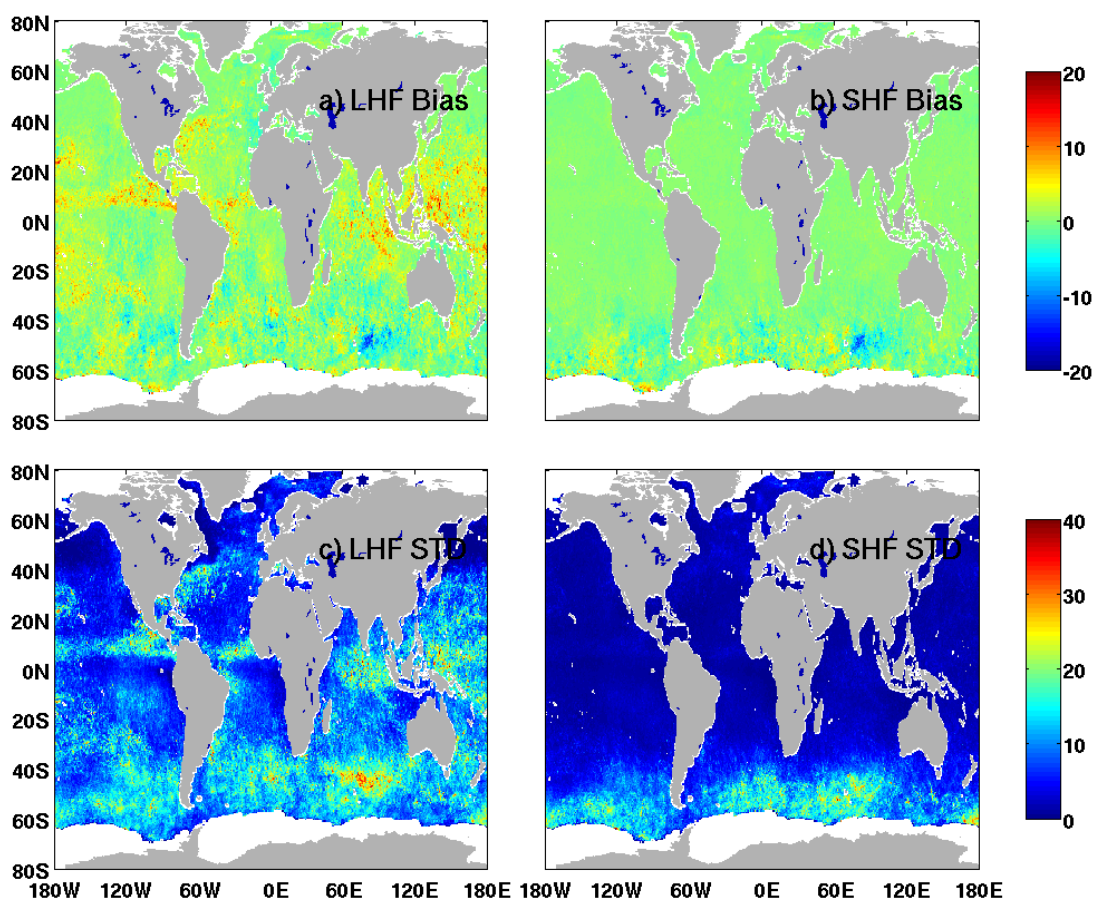 80N
60N
40N
20N
0N
20S
40S
60S
80S
a) LHF Bias
b) SHF Bias
20
10
0
-10
-20
80N
60N
40N
20N
0N
20S
40S
60S
80S
c) LHF STD
d) SHF STD
40
30
20
10
0
180W 120W 60W 0E 60E 120E 180E
180W 120W 60W 0E 60E 120E 180E